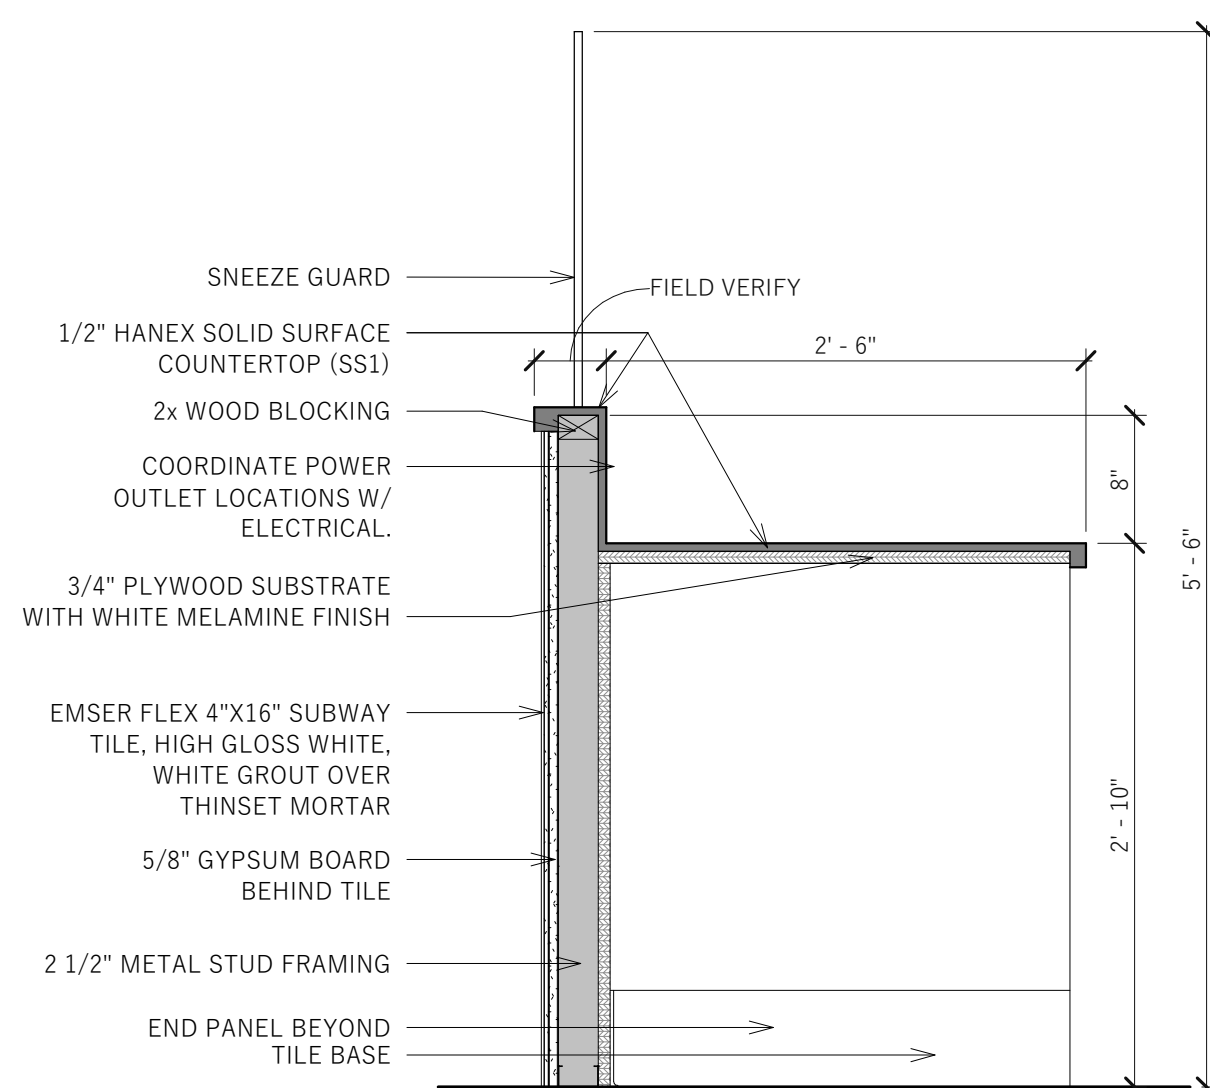 SNEEZE GUARD
FIELD VERIFY
1/2" HANEX SOLID SURFACE
COUNTERTOP (SS1)
2' - 6"
2x WOOD BLOCKING
COORDINATE POWER
OUTLET LOCATIONS W/
ELECTRICAL.
8"
5' - 6"
3/4" PLYWOOD SUBSTRATE
WITH WHITE MELAMINE FINISH
EMSER FLEX 4"X16" SUBWAY
TILE, HIGH GLOSS WHITE,
WHITE GROUT OVER
THINSET MORTAR
2' - 10"
5/8" GYPSUM BOARD
BEHIND TILE
2 1/2" METAL STUD FRAMING
END PANEL BEYOND
TILE BASE